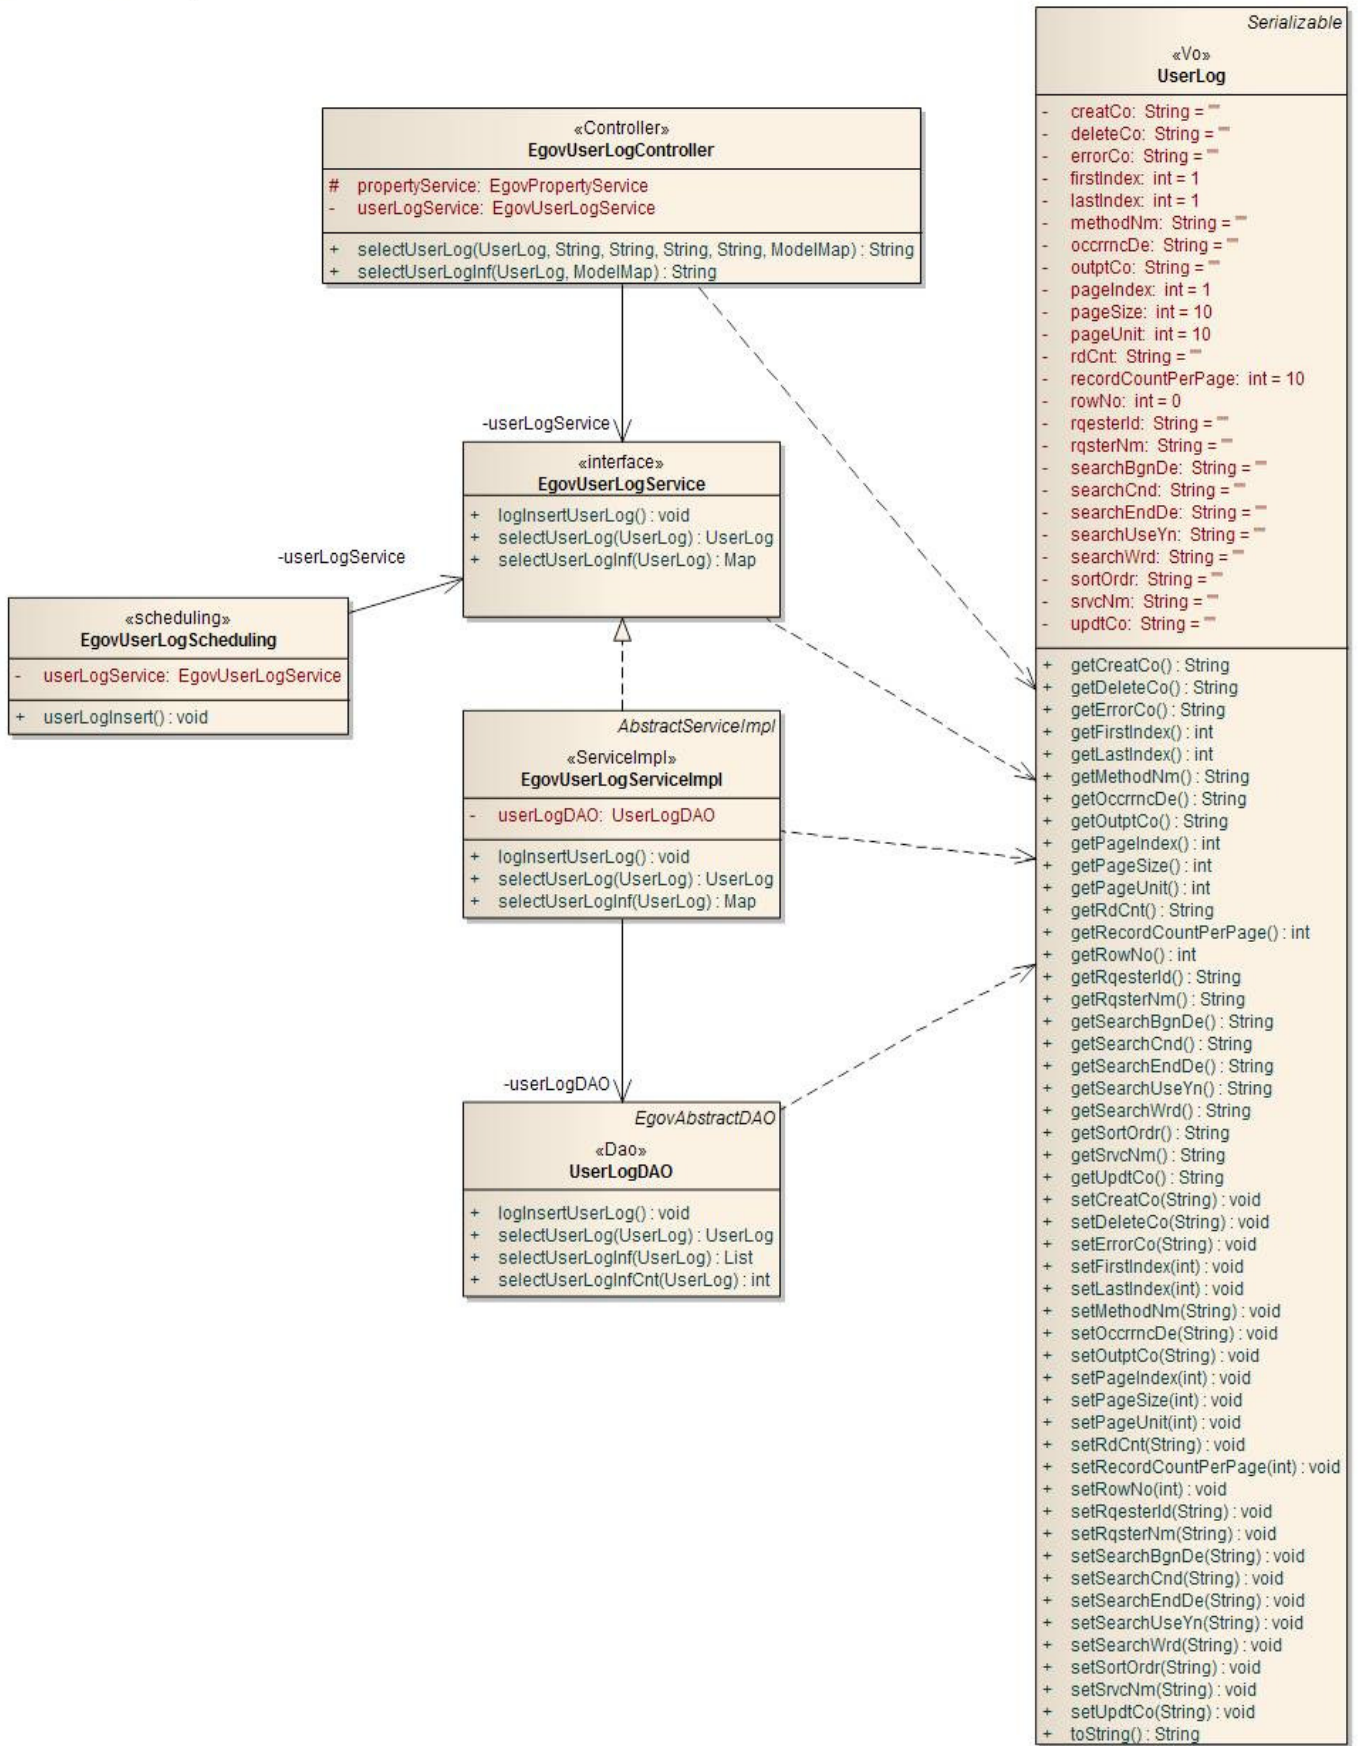 «Controller»
EgovUserLogController
# propertyService: EgovPropertyService
- userLogService: EgovUserLogService
+ selectUserLog(UserLog, String, String, String, String, ModelMap) : String
+ selectUserLogInf(UserLog, ModelMap) : String
-userLogService
«interface»
EgovUserLogService
+ logInsertUserLog() : void
+ selectUserLog(UserLog) : UserLog
+ selectUserLogInf(UserLog) : Map
-userLogService
«scheduling»
EgovUserLogScheduling
- userLogService: EgovUserLogService
+ userLogInsert() : void
AbstractServiceImpl
«ServiceImpl»
EgovUserLogServiceImpl
- userLogDAO: UserLogDAO
+ logInsertUserLog() : void
+ selectUserLog(UserLog) : UserLog
+ selectUserLogInf(UserLog) : Map
-userLogDAO
EgovAbstractDAO
«Dao»
UserLogDAO
+ logInsertUserLog() : void
+ selectUserLog(UserLog) : UserLog
+ selectUserLogInf(UserLog) : List
+ selectUserLogInfCnt(UserLog) : int
Serializable
«Vo»
UserLog
- creatCo: String = ""
- deleteCo: String = ""
- errorCo: String = ""
- firstIndex: int = 1
- lastIndex: int = 1
- methodNm: String = ""
- occrrncDe: String = ""
- outptCo: String = ""
- pageIndex: int = 1
- pageSize: int = 10
- pageUnit: int = 10
- rdCnt: String = ""
- recordCountPerPage: int = 10
- rowNo: int = 0
- rqesterId: String = ""
- rqsterNm: String = ""
- searchBgnDe: String = ""
- searchCnd: String = ""
- searchEndDe: String = ""
- searchUseYn: String = ""
- searchWrd: String = ""
- sortOrdr: String = ""
- srvcNm: String = ""
- updtCo: String = ""
+ getCreatCo() : String
+ getDeleteCo() : String
+ getErrorCo() : String
+ getFirstIndex() : int
+ getLastIndex() : int
+ getMethodNm() : String
+ getOccrrncDe() : String
+ getOutptCo() : String
+ getPageIndex() : int
+ getPageSize() : int
+ getPageUnit() : int
+ getRdCnt() : String
+ getRecordCountPerPage() : int
+ getRowNo() : int
+ getRqesterId() : String
+ getRqsterNm() : String
+ getSearchBgnDe() : String
+ getSearchCnd() : String
+ getSearchEndDe() : String
+ getSearchUseYn() : String
+ getSearchWrd() : String
+ getSortOrdr() : String
+ getSrvcNm() : String
+ getUpdtCo() : String
+ setCreatCo(String) : void
+ setDeleteCo(String) : void
+ setErrorCo(String) : void
+ setFirstIndex(int) : void
+ setLastIndex(int) : void
+ setMethodNm(String) : void
+ setOccrrncDe(String) : void
+ setOutptCo(String) : void
+ setPageIndex(int) : void
+ setPageSize(int) : void
+ setPageUnit(int) : void
+ setRdCnt(String) : void
+ setRecordCountPerPage(int) : void
+ setRowNo(int) : void
+ setRqesterId(String) : void
+ setRqsterNm(String) : void
+ setSearchBgnDe(String) : void
+ setSearchCnd(String) : void
+ setSearchEndDe(String) : void
+ setSearchUseYn(String) : void
+ setSearchWrd(String) : void
+ setSortOrdr(String) : void
+ setSrvcNm(String) : void
+ setUpdtCo(String) : void
+ toString() : String